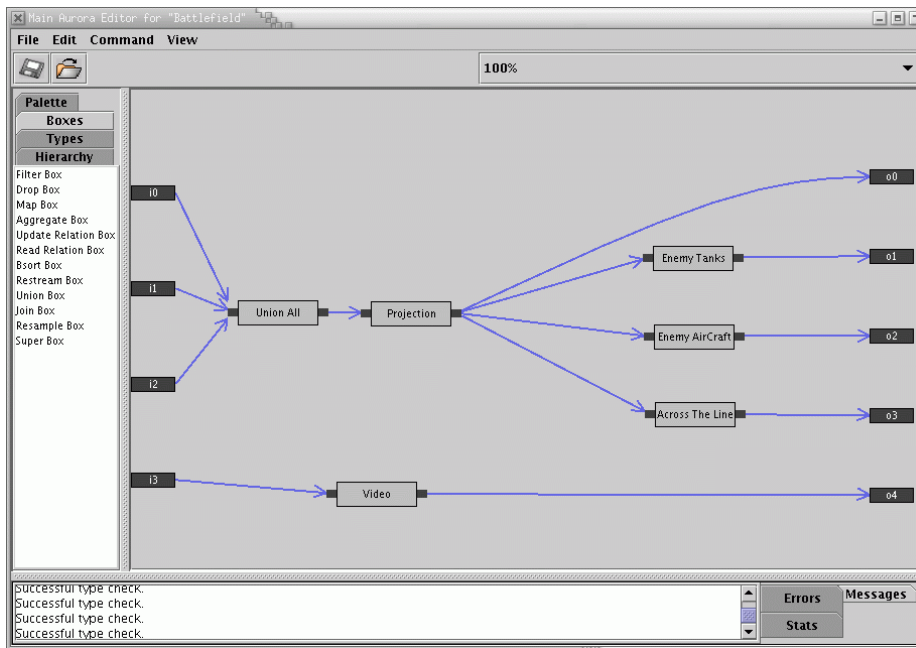 Main Aurora Editor for "Battlefield"
File Edit Command View
100%
Palette
Boxes
Types
Hierarchy
Filter Box
Drop Box
Map Box
Aggregate Box
Update Relation Box
Read Relation Box
Bsort Box
Restream Box
Union Box
Join Box
Resample Box
Super Box
i0
i1
i2
i3
Union All
Projection
Video
Enemy Tanks
Enemy AirCraft
Across The Line
o0
o1
o2
o3
o4
Successful type check.
Successful type check.
Successful type check.
Successful type check.
Errors
Messages
Stats